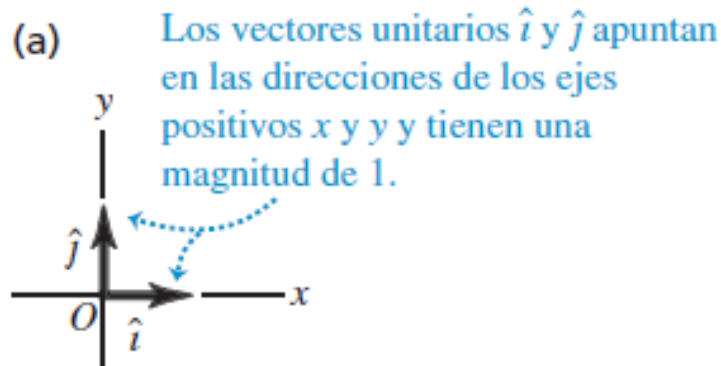 (a)
Los vectores unitarios î y ĵ apuntan
en las direcciones de los ejes
positivos x y y y tienen una
magnitud de 1.
y
ĵ
x
O
î